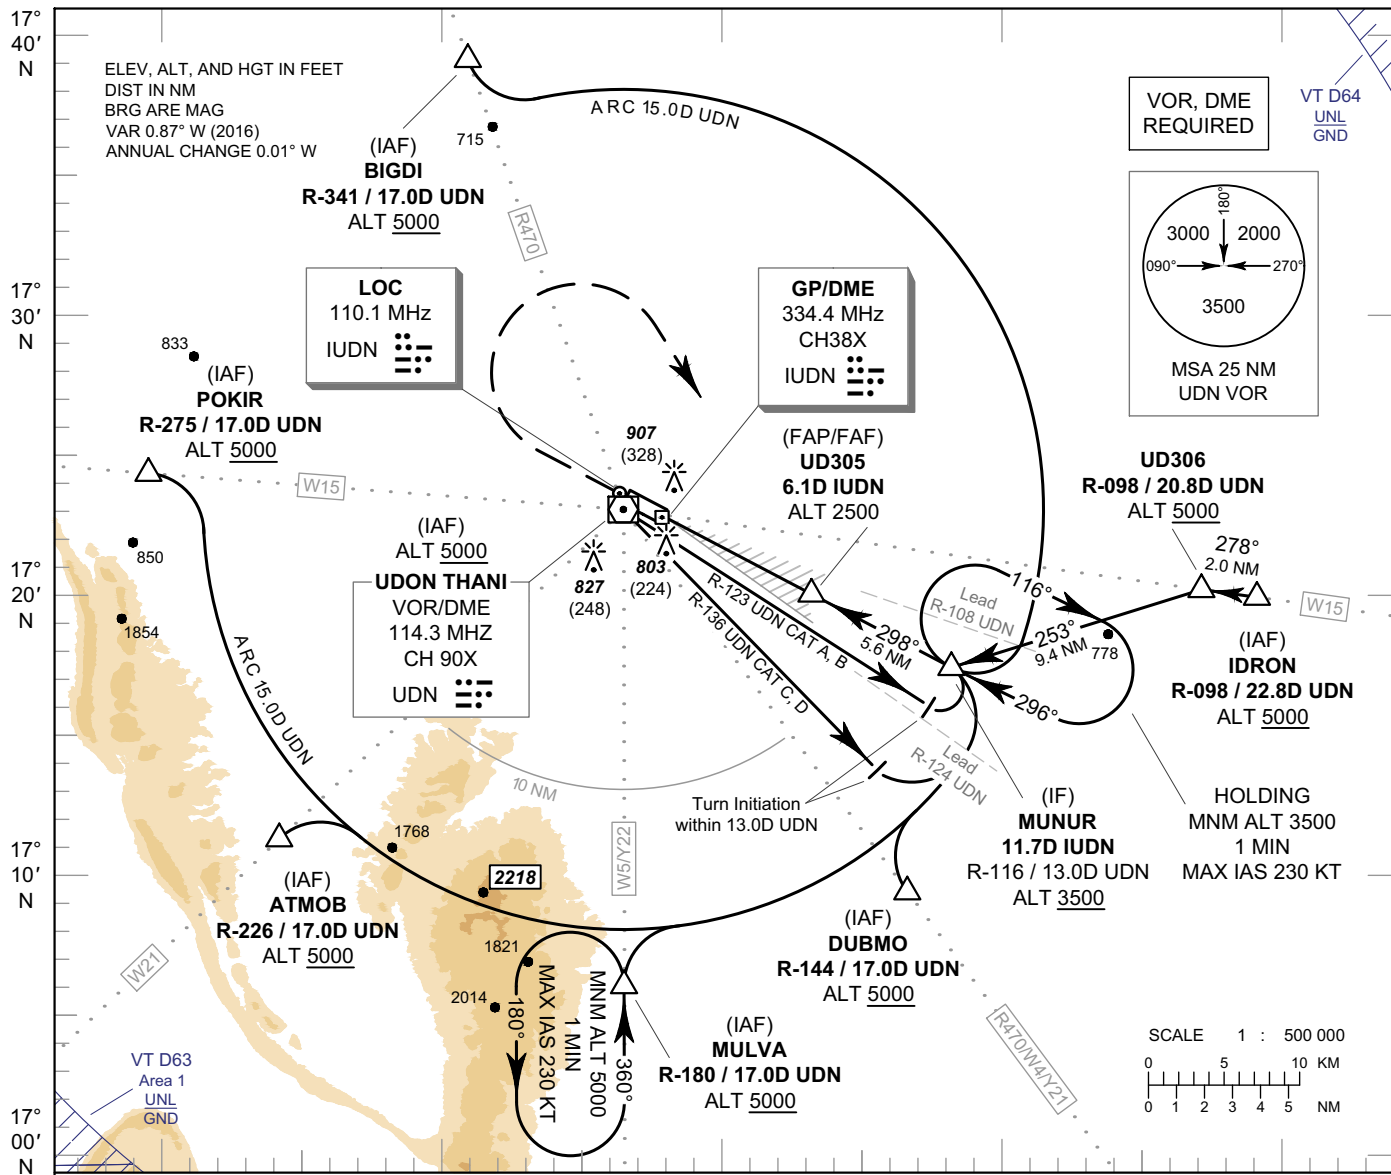 17°
40'
N
17°
30'
N
17°
20'
N
17°
10'
N
17°
00'
N
ELEV, ALT, AND HGT IN FEET
DIST IN NM
BRG ARE MAG
VAR 0.87° W (2016)
ANNUAL CHANGE 0.01° W
(IAF)
BIGDI
R-341 / 17.0D UDN
ALT 5000
715
R470
ARC 15.0D UDN
VOR, DME
REQUIRED
VT D64
UNL
GND
180°
3000
2000
090°
270°
3500
MSA 25 NM
UDN VOR
LOC
110.1 MHz
IUDN
GP/DME
334.4 MHz
CH38X
IUDN
833
(IAF)
POKIR
R-275 / 17.0D UDN
ALT 5000
W15
850
1854
907
(328)
(FAP/FAF)
UD305
6.1D IUDN
ALT 2500
UD306
R-098 / 20.8D UDN
ALT 5000
278°
2.0 NM
W15
(IAF)
IDRON
R-098 / 22.8D UDN
ALT 5000
(IAF)
ALT 5000
UDON THANI
VOR/DME
114.3 MHZ
CH 90X
UDN
827
(248)
803
(224)
R-123 UDN CAT A, B
R-136 UDN CAT C, D
116°
Lead
R-108 UDN
298°
5.6 NM
253°
9.4 NM
778
296°
Lead
R-124 UDN
ARC 15.0D UDN
10 NM
Turn Initiation
within 13.0D UDN
(IF)
MUNUR
11.7D IUDN
R-116 / 13.0D UDN
ALT 3500
HOLDING
MNM ALT 3500
1 MIN
MAX IAS 230 KT
W5/Y22
1768
2218
(IAF)
ATMOB
R-226 / 17.0D UDN
ALT 5000
W21
1821
2014
180°
MAX IAS 230 KT
1 MIN
MNM ALT 5000
360°
(IAF)
DUBMO
R-144 / 17.0D UDN
ALT 5000
(IAF)
MULVA
R-180 / 17.0D UDN
ALT 5000
R470/W4/Y21
VT D63
Area 1
UNL
GND
SCALE 1 : 500 000
0 5 10 KM
0 1 2 3 4 5 NM